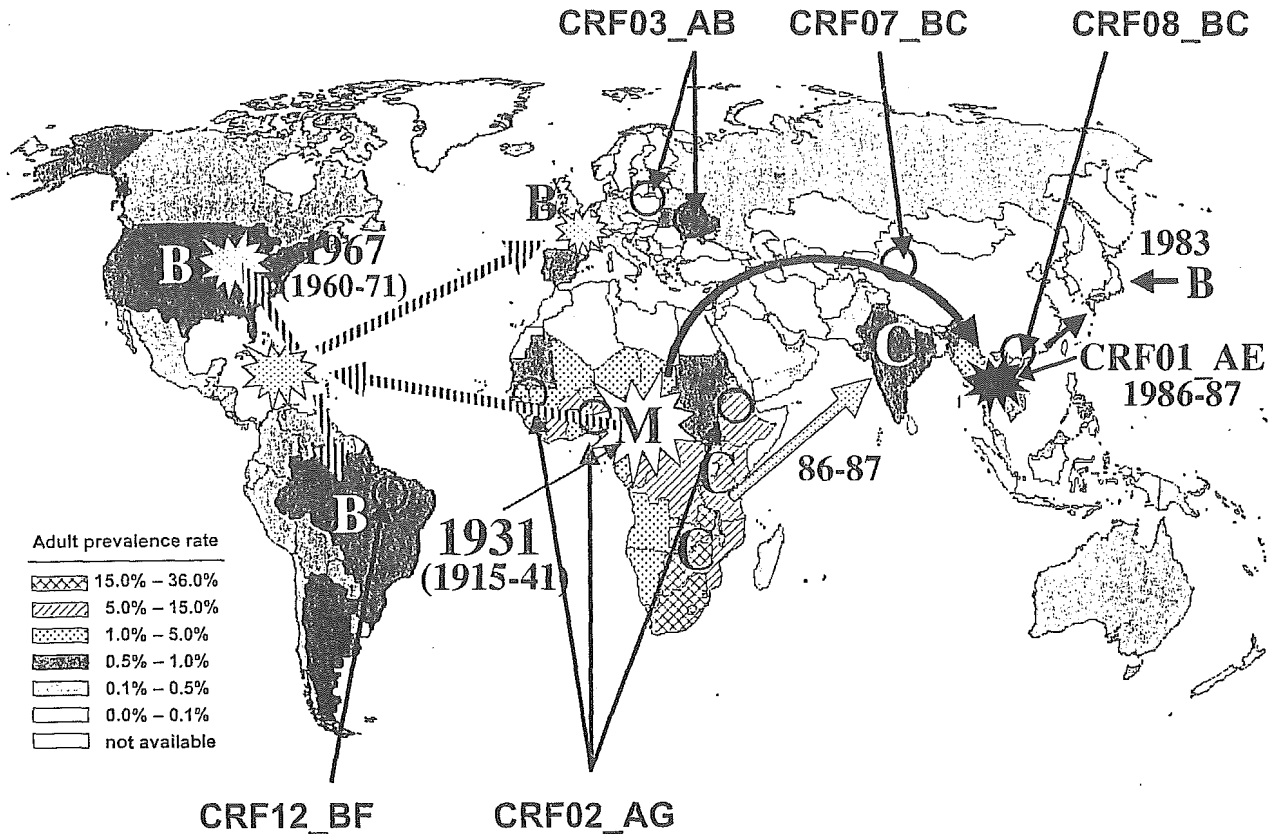 CRF03_AB
CRF07_BC
CRF08_BC
B
B
1967
(1960-71)
1983
B
C
CRF01_AE
1986-87
M
C
86-87
B
1931
(1915-41)
C
Adult prevalence rate
15.0% – 36.0%
5.0% – 15.0%
1.0% – 5.0%
0.5% – 1.0%
0.1% – 0.5%
0.0% – 0.1%
not available
CRF12_BF
CRF02_AG